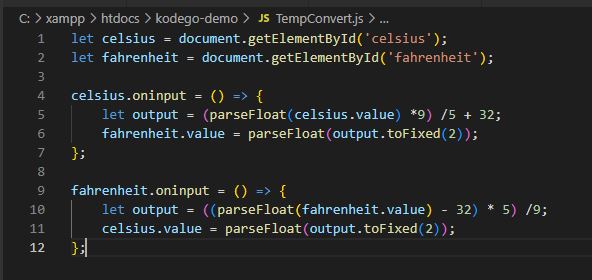 C: > xampp > htdocs > kodego-demo > JS TempConvert.js > ...
1 let celsius = document.getElementById('celsius');
2 let fahrenheit = document.getElementById('fahrenheit');
3
4 celsius.oninput = () => {
5     let output = (parseFloat(celsius.value) *9) /5 + 32;
6     fahrenheit.value = parseFloat(output.toFixed(2));
7 };
8
9 fahrenheit.oninput = () => {
10     let output = ((parseFloat(fahrenheit.value) - 32) * 5) /9;
11     celsius.value = parseFloat(output.toFixed(2));
12 };